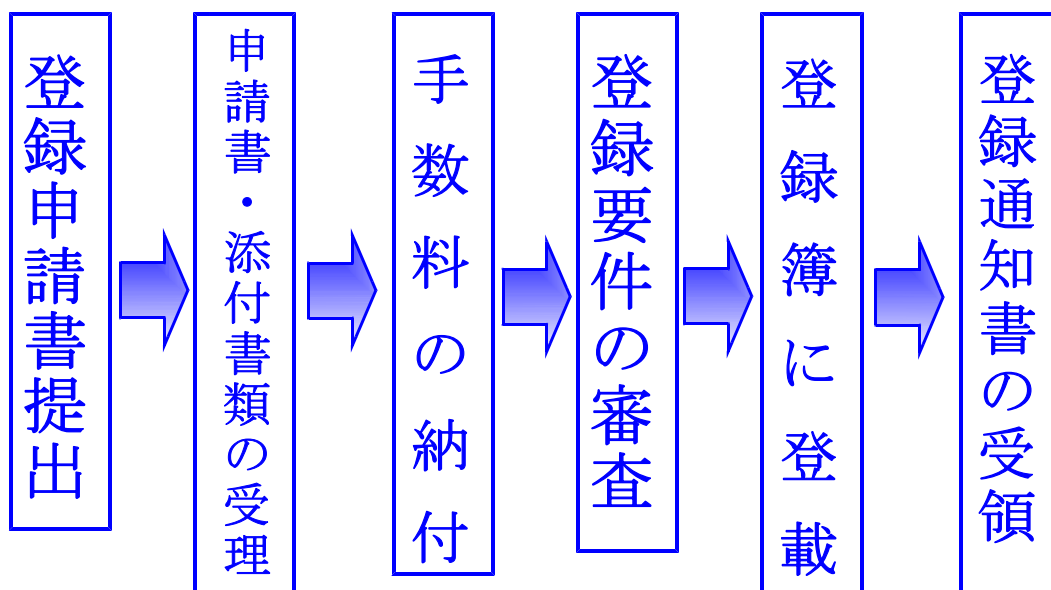 登録申請書提出
申請書・添付書類の受理
手数料の納付
登録要件の審査
登録簿に登載
登録通知書の受領